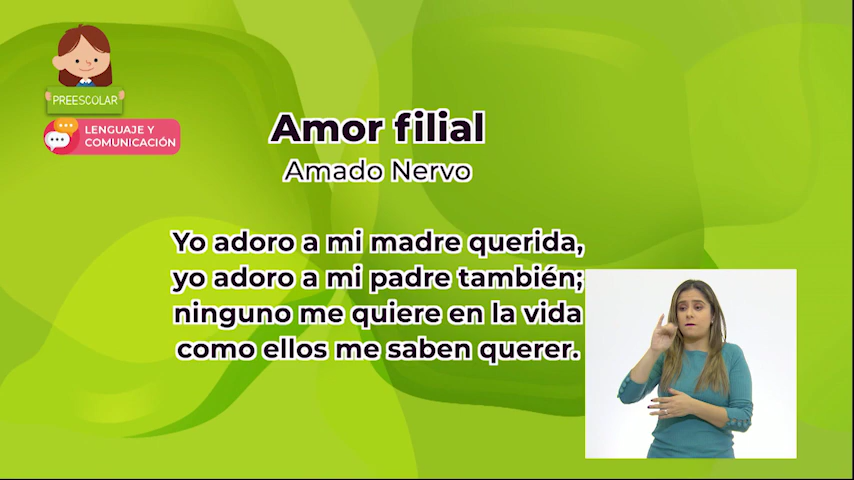 PREESCOLAR
LENGUAJE Y
COMUNICACIÓN
Amor filial
Amado Nervo
Yo adoro a mi madre querida,
yo adoro a mi padre también;
ninguno me quiere en la vida
como ellos me saben querer.